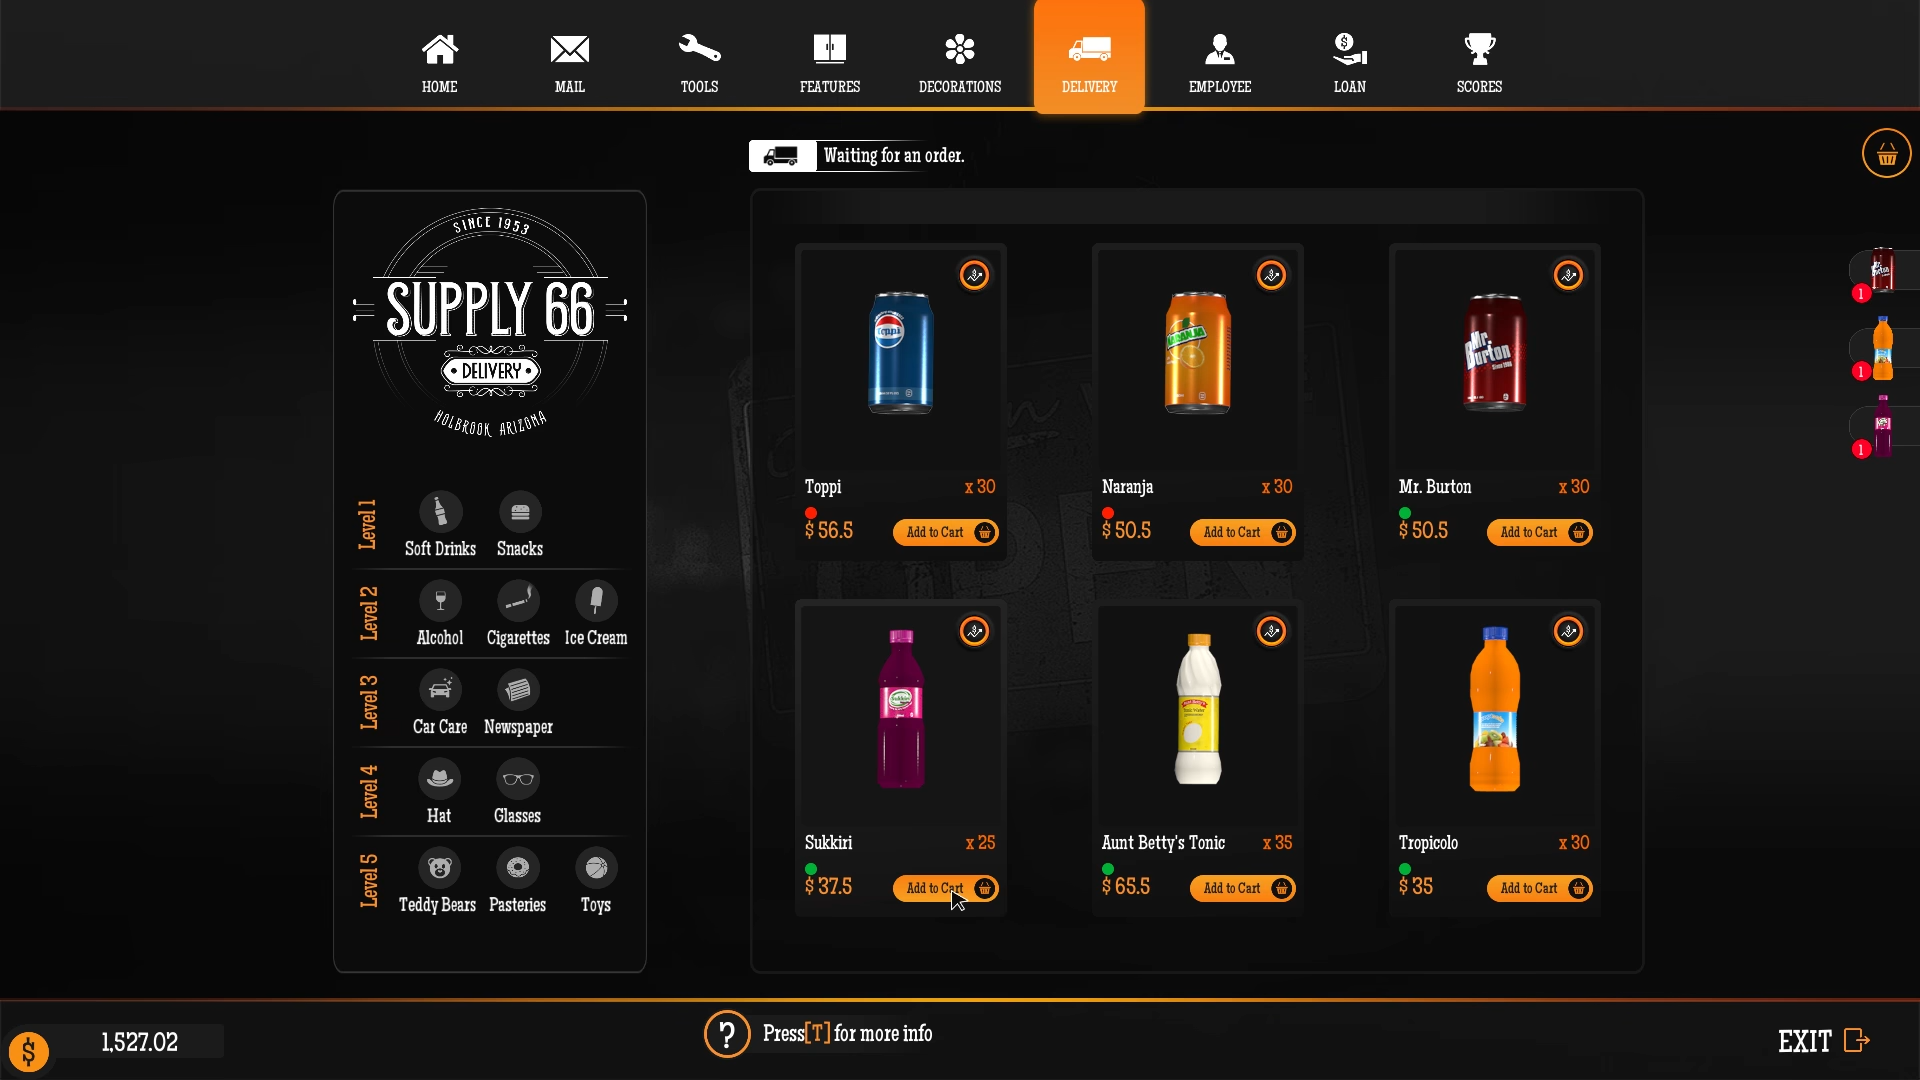 HOME
MAIL
TOOLS
FEATURES
DECORATIONS
DELIVERY
EMPLOYEE
LOAN
SCORES
Waiting for an order.
SINCE 1953
SUPPLY 66
• DELIVERY •
HOLBROOK, ARIZONA
Level 1
Soft Drinks
Snacks
Level 2
Alcohol
Cigarettes
Ice Cream
Level 3
Car Care
Newspaper
Level 4
Hat
Glasses
Level 5
Teddy Bears
Pasteries
Toys
Toppi
Toppi x 30
$ 56.5 Add to Cart
NARANJA
Naranja x 30
$ 50.5 Add to Cart
Mr. Burton
Mr. Burton x 30
$ 50.5 Add to Cart
Sukkiri
Sukkiri x 25
$ 37.5 Add to Cart
Aunt Betty's Tonic x 35
$ 65.5 Add to Cart
Tropicolo x 30
$ 35 Add to Cart
1
1
1
$ 1,527.02
? Press[T] for more info
EXIT